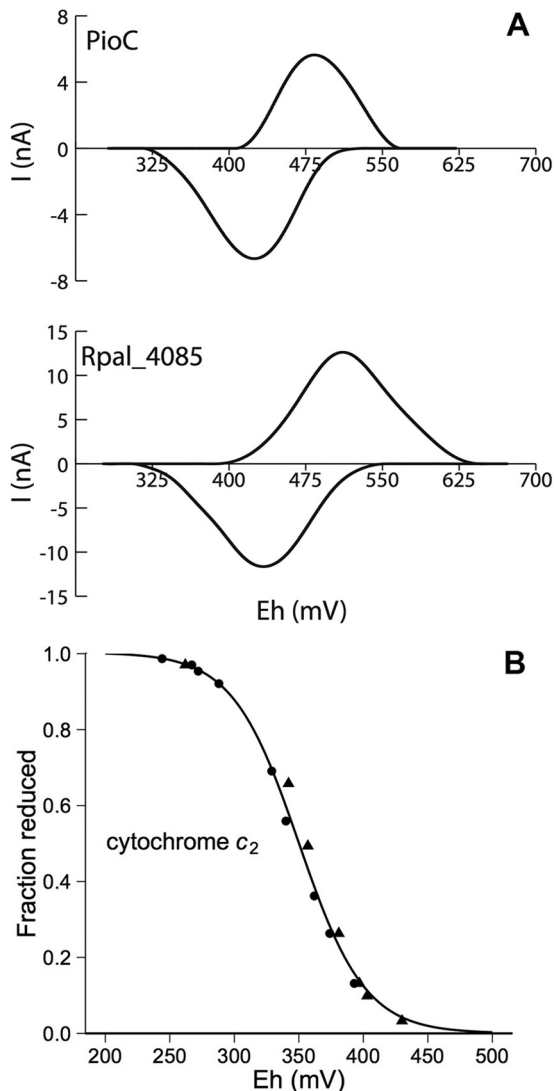 A
PioC
8
4
0
-4
-8
I (nA)
325 400 475 550 625 700
Rpal_4085
15
10
5
0
-5
-10
-15
I (nA)
325 400 475 550 625 700
Eh (mV)
B
1.0
0.8
0.6
0.4
0.2
0.0
Fraction reduced
cytochrome c2
200 250 300 350 400 450 500
Eh (mV)